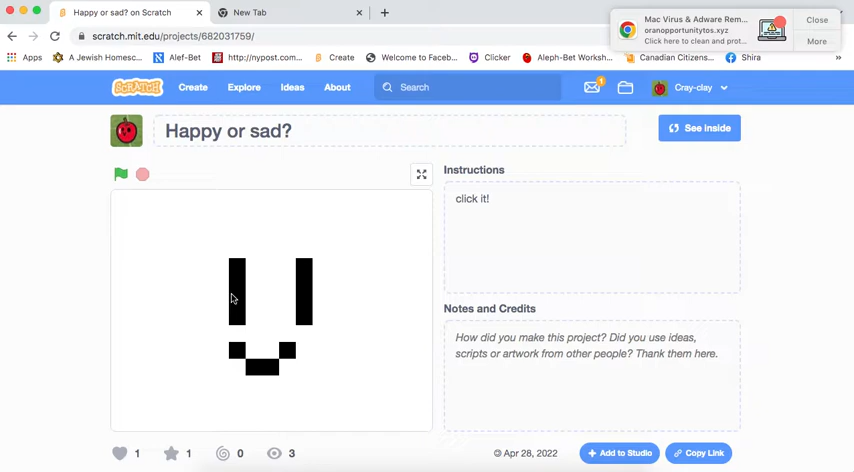 Happy or sad? on Scratch
New Tab
scratch.mit.edu/projects/682031759/
Mac Virus & Adware Rem...
oranopportunitytos.xyz
Click here to clean and prot...
Close
More
Apps
A Jewish Homesc...
Alef-Bet
http://nypost.com...
Create
Welcome to Faceb...
Clicker
Aleph-Bet Worksh...
Canadian Citizens...
Shira
SCRATCH
Create
Explore
Ideas
About
Search
1
Cray-clay
Happy or sad?
See inside
Instructions
click it!
Notes and Credits
How did you make this project? Did you use ideas,
scripts or artwork from other people? Thank them here.
1
1
0
3
© Apr 28, 2022
Add to Studio
Copy Link